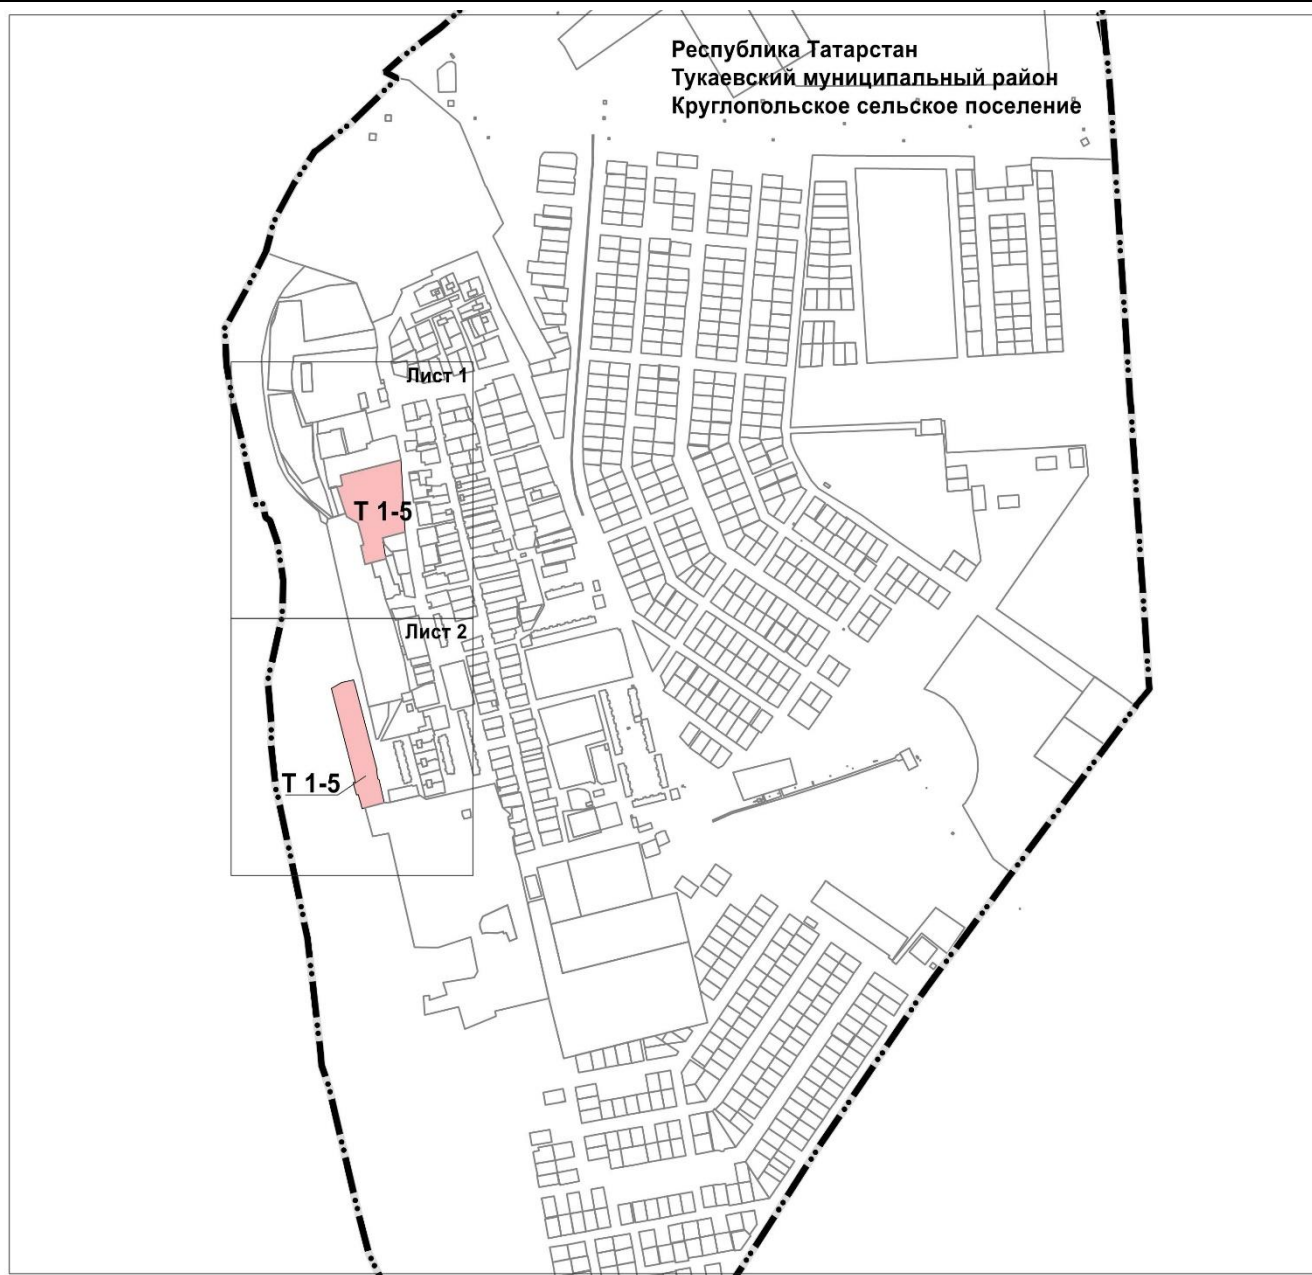 Республика Татарстан
Тукаевский муниципальный район
Круглопольское сельское поселение
Лист 1
Т 1-5
Лист 2
Т 1-5